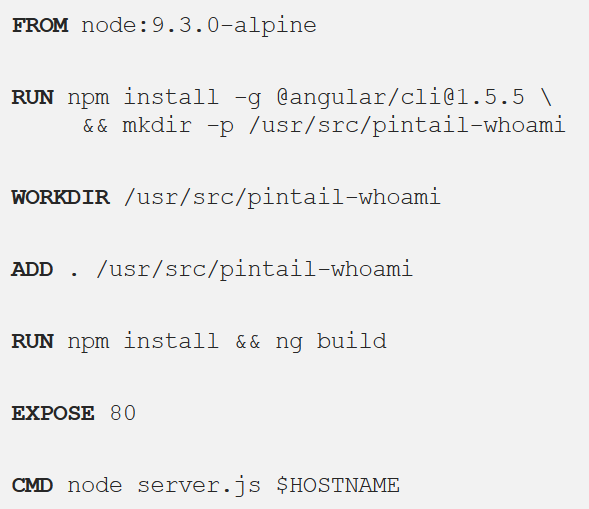 FROM node:9.3.0-alpine
RUN npm install -g @angular/cli@1.5.5 \
&& mkdir -p /usr/src/pintail-whoami
WORKDIR /usr/src/pintail-whoami
ADD . /usr/src/pintail-whoami
RUN npm install && ng build
EXPOSE 80
CMD node server.js $HOSTNAME